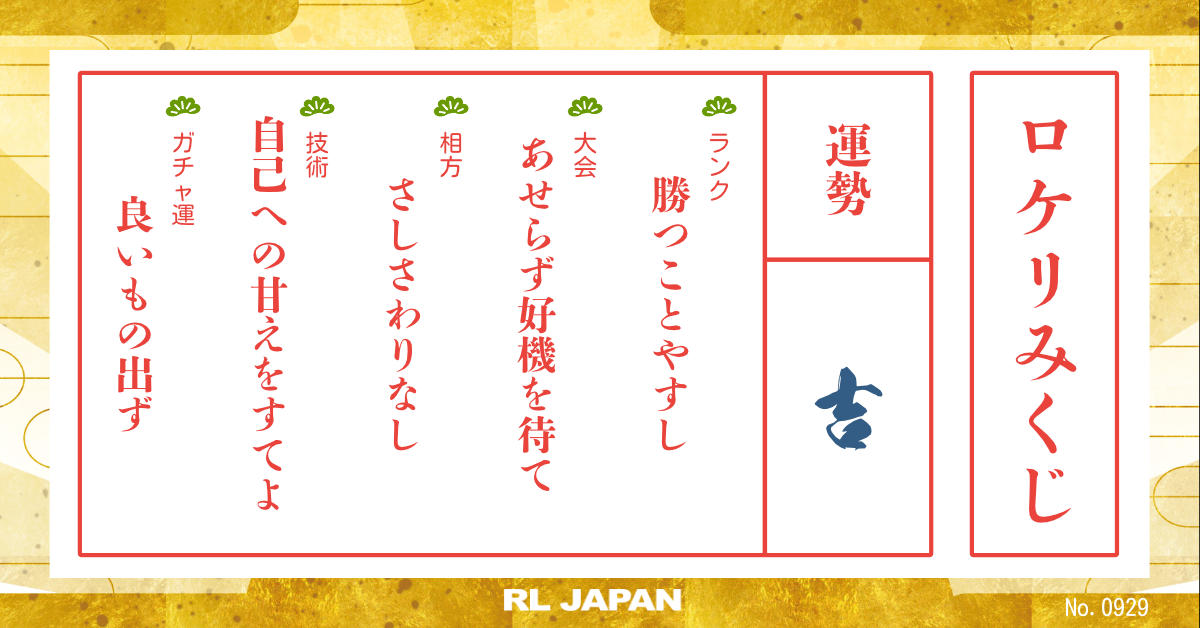 ロケリみくじ
運勢
吉
ランク
勝つことやすし
大会
あせらず好機を待て
相方
さしさわりなし
技術
自己への甘えをすてよ
ガチャ運
良いもの出ず
RL JAPAN
No. 0929